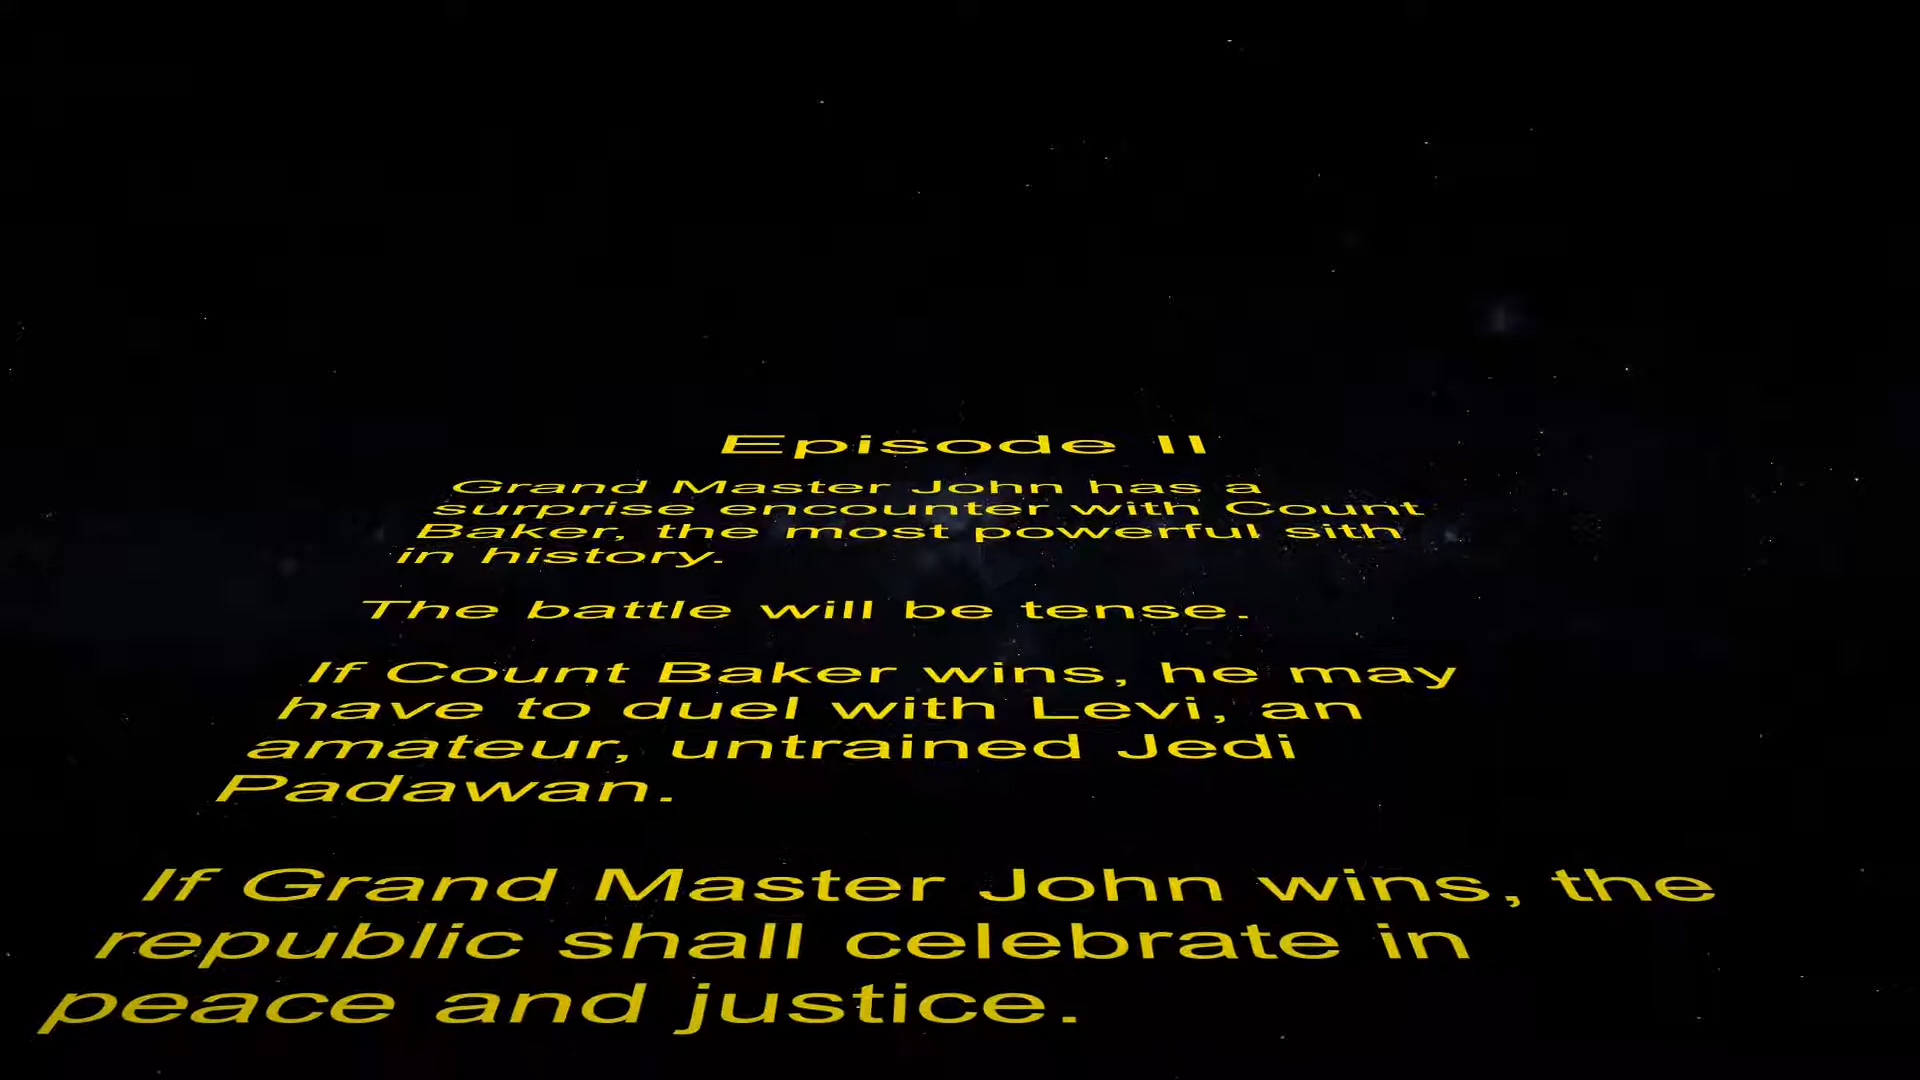 Episode II
Grand Master John has a
surprise encounter with Count
Baker, the most powerful sith
in history.
The battle will be tense.
If Count Baker wins, he may
have to duel with Levi, an
amateur, untrained Jedi
Padawan.
If Grand Master John wins, the
republic shall celebrate in
peace and justice.